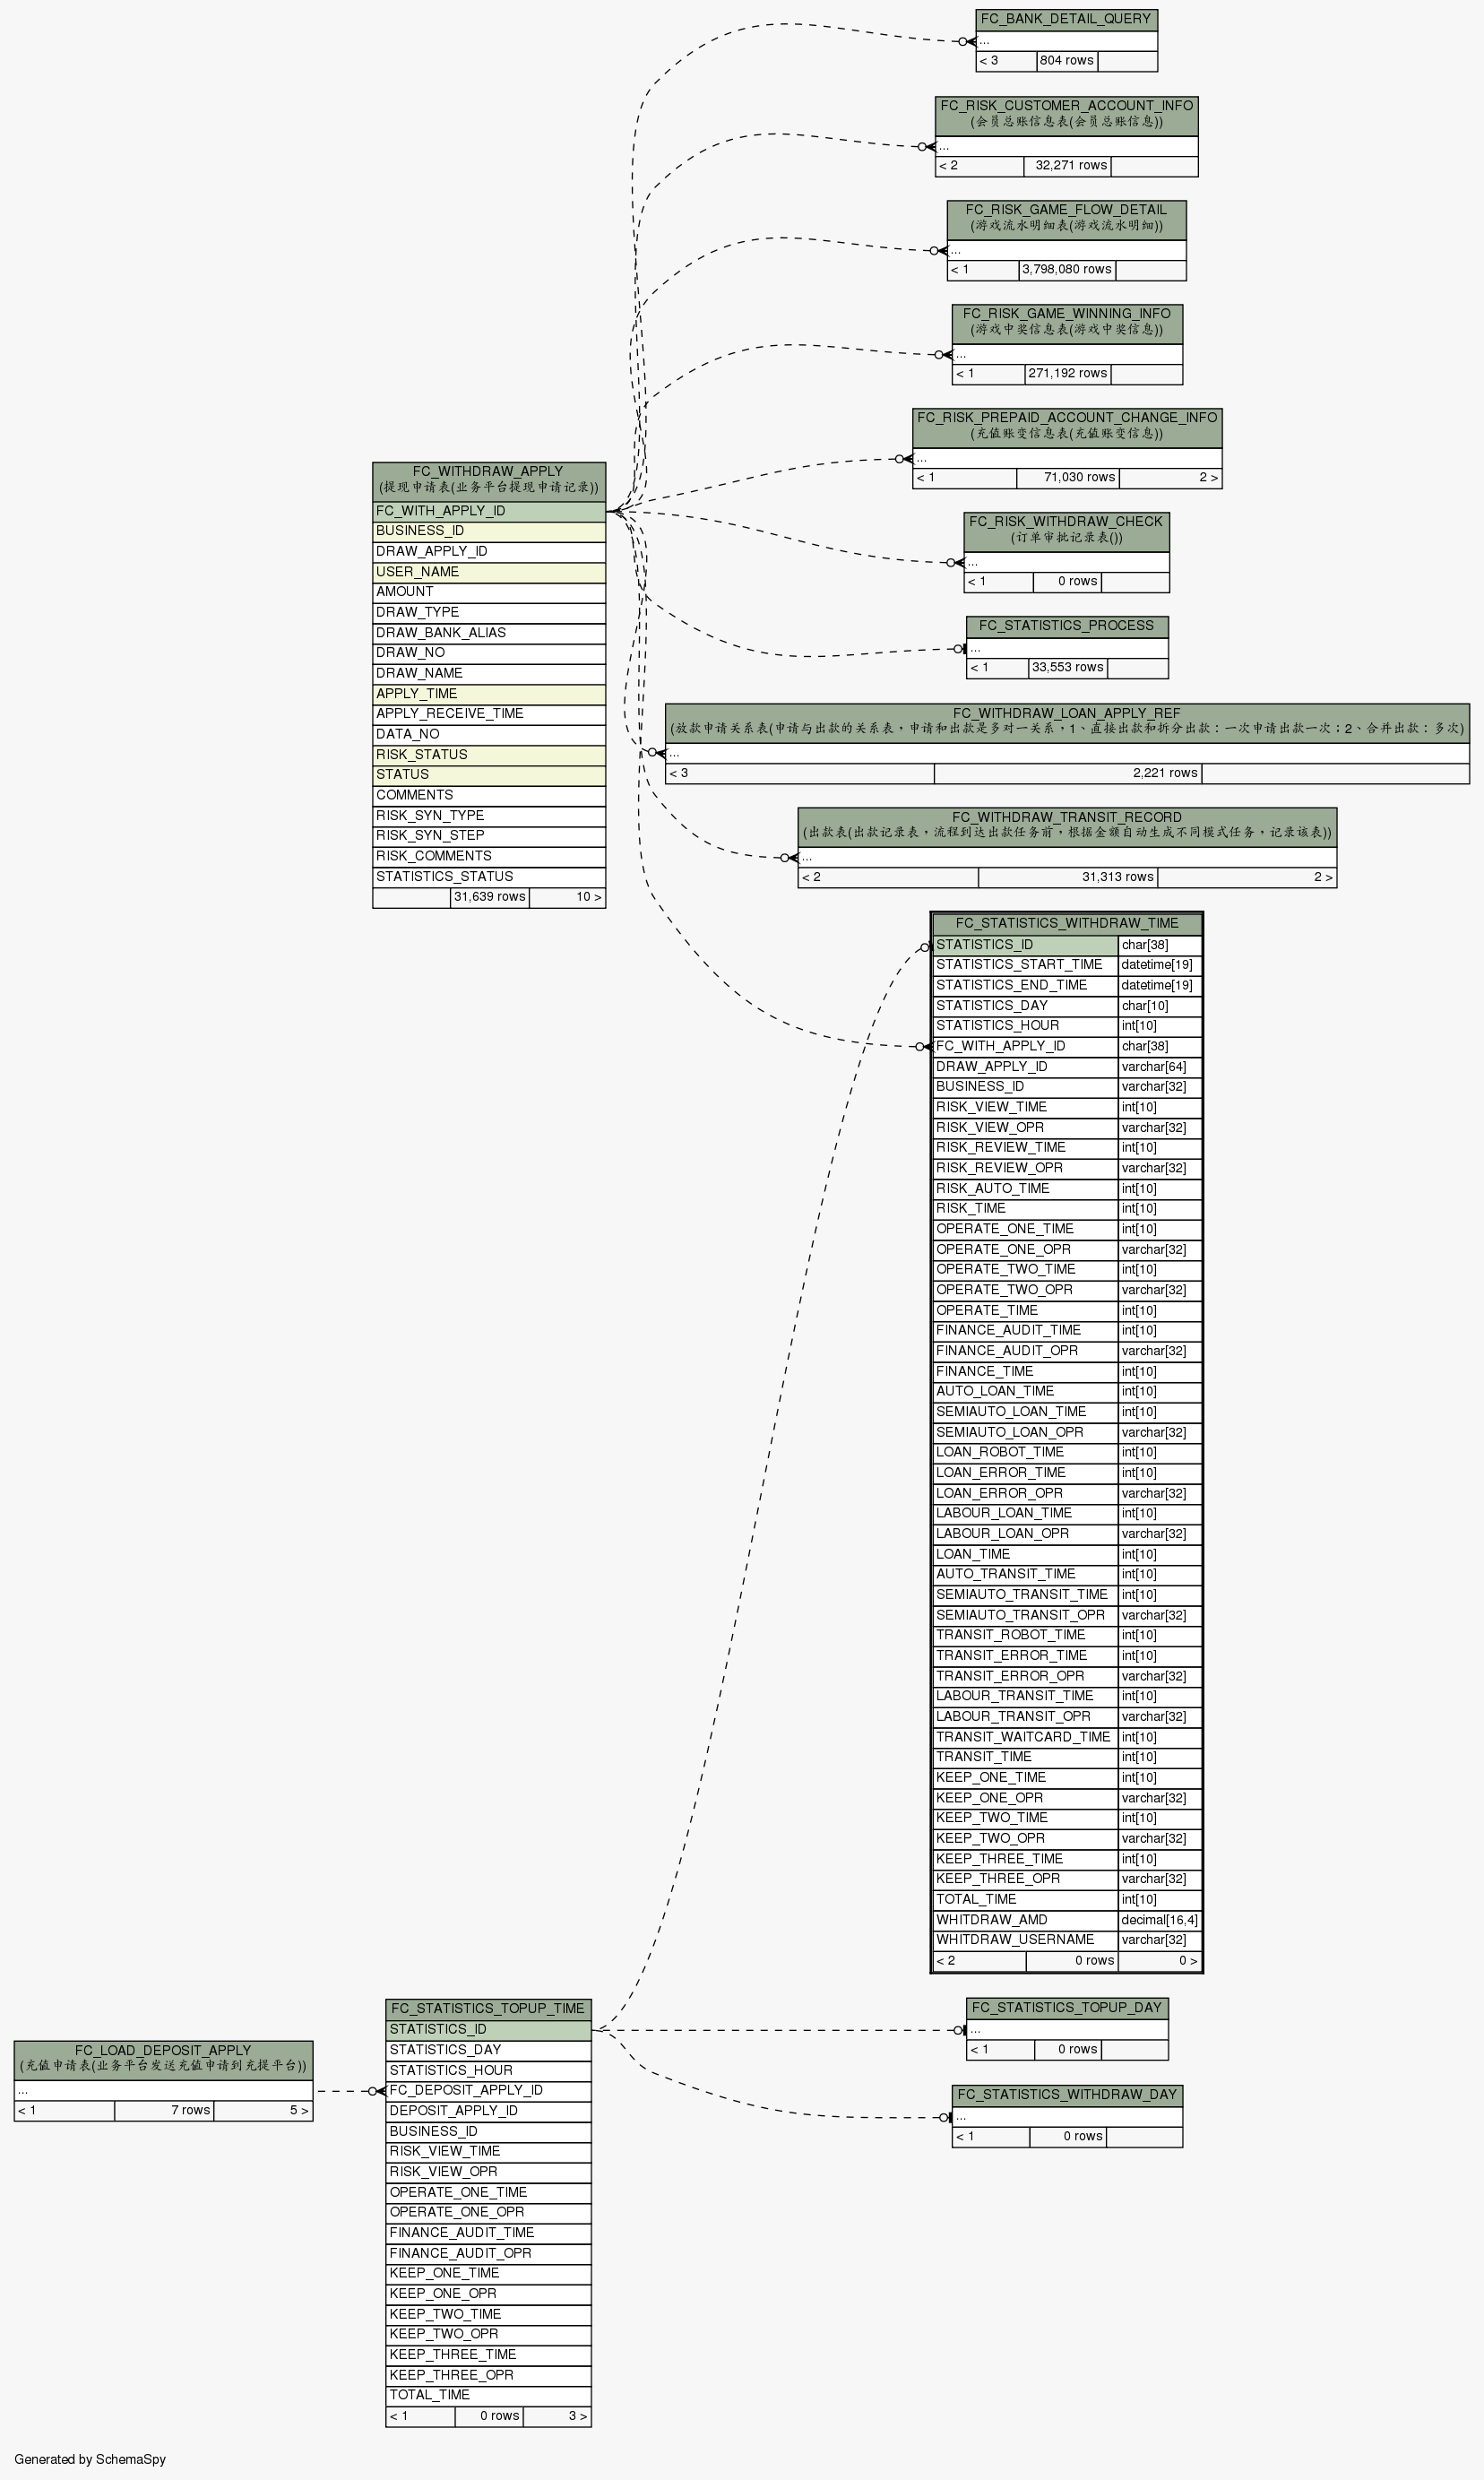 FC_BANK_DETAIL_QUERY
...
< 3 804 rows
FC_RISK_CUSTOMER_ACCOUNT_INFO
(会员总账信息表(会员总账信息))
...
< 2 32,271 rows
FC_RISK_GAME_FLOW_DETAIL
(游戏流水明细表(游戏流水明细))
...
< 1 3,798,080 rows
FC_RISK_GAME_WINNING_INFO
(游戏中奖信息表(游戏中奖信息))
...
< 1 271,192 rows
FC_RISK_PREPAID_ACCOUNT_CHANGE_INFO
(充值账变信息表(充值账变信息))
...
< 1 71,030 rows 2 >
FC_WITHDRAW_APPLY
(提现申请表(业务平台提现申请记录))
FC_WITH_APPLY_ID
BUSINESS_ID
DRAW_APPLY_ID
USER_NAME
AMOUNT
DRAW_TYPE
DRAW_BANK_ALIAS
DRAW_NO
DRAW_NAME
APPLY_TIME
APPLY_RECEIVE_TIME
DATA_NO
RISK_STATUS
STATUS
COMMENTS
RISK_SYN_TYPE
RISK_SYN_STEP
RISK_COMMENTS
STATISTICS_STATUS
31,639 rows 10 >
FC_RISK_WITHDRAW_CHECK
(订单审批记录表())
...
< 1 0 rows
FC_STATISTICS_PROCESS
...
< 1 33,553 rows
FC_WITHDRAW_LOAN_APPLY_REF
(放款申请关系表(申请与出款的关系表，申请和出款是多对一关系，1、直接出款和拆分出款：一次申请出款一次；2、合并出款：多次)
...
< 3 2,221 rows
FC_WITHDRAW_TRANSIT_RECORD
(出款表(出款记录表，流程到达出款任务前，根据金额自动生成不同模式任务，记录该表))
...
< 2 31,313 rows 2 >
FC_STATISTICS_WITHDRAW_TIME
STATISTICS_ID char[38]
STATISTICS_START_TIME datetime[19]
STATISTICS_END_TIME datetime[19]
STATISTICS_DAY char[10]
STATISTICS_HOUR int[10]
FC_WITH_APPLY_ID char[38]
DRAW_APPLY_ID varchar[64]
BUSINESS_ID varchar[32]
RISK_VIEW_TIME int[10]
RISK_VIEW_OPR varchar[32]
RISK_REVIEW_TIME int[10]
RISK_REVIEW_OPR varchar[32]
RISK_AUTO_TIME int[10]
RISK_TIME int[10]
OPERATE_ONE_TIME int[10]
OPERATE_ONE_OPR varchar[32]
OPERATE_TWO_TIME int[10]
OPERATE_TWO_OPR varchar[32]
OPERATE_TIME int[10]
FINANCE_AUDIT_TIME int[10]
FINANCE_AUDIT_OPR varchar[32]
FINANCE_TIME int[10]
AUTO_LOAN_TIME int[10]
SEMIAUTO_LOAN_TIME int[10]
SEMIAUTO_LOAN_OPR varchar[32]
LOAN_ROBOT_TIME int[10]
LOAN_ERROR_TIME int[10]
LOAN_ERROR_OPR varchar[32]
LABOUR_LOAN_TIME int[10]
LABOUR_LOAN_OPR varchar[32]
LOAN_TIME int[10]
AUTO_TRANSIT_TIME int[10]
SEMIAUTO_TRANSIT_TIME int[10]
SEMIAUTO_TRANSIT_OPR varchar[32]
TRANSIT_ROBOT_TIME int[10]
TRANSIT_ERROR_TIME int[10]
TRANSIT_ERROR_OPR varchar[32]
LABOUR_TRANSIT_TIME int[10]
LABOUR_TRANSIT_OPR varchar[32]
TRANSIT_WAITCARD_TIME int[10]
TRANSIT_TIME int[10]
KEEP_ONE_TIME int[10]
KEEP_ONE_OPR varchar[32]
KEEP_TWO_TIME int[10]
KEEP_TWO_OPR varchar[32]
KEEP_THREE_TIME int[10]
KEEP_THREE_OPR varchar[32]
TOTAL_TIME int[10]
WHITDRAW_AMD decimal[16,4]
WHITDRAW_USERNAME varchar[32]
< 2 0 rows 0 >
FC_STATISTICS_TOPUP_DAY
...
< 1 0 rows
FC_STATISTICS_WITHDRAW_DAY
...
< 1 0 rows
FC_LOAD_DEPOSIT_APPLY
(充值申请表(业务平台发送充值申请到充提平台))
...
< 1 7 rows 5 >
FC_STATISTICS_TOPUP_TIME
STATISTICS_ID
STATISTICS_DAY
STATISTICS_HOUR
FC_DEPOSIT_APPLY_ID
DEPOSIT_APPLY_ID
BUSINESS_ID
RISK_VIEW_TIME
RISK_VIEW_OPR
OPERATE_ONE_TIME
OPERATE_ONE_OPR
FINANCE_AUDIT_TIME
FINANCE_AUDIT_OPR
KEEP_ONE_TIME
KEEP_ONE_OPR
KEEP_TWO_TIME
KEEP_TWO_OPR
KEEP_THREE_TIME
KEEP_THREE_OPR
TOTAL_TIME
< 1 0 rows 3 >
Generated by SchemaSpy